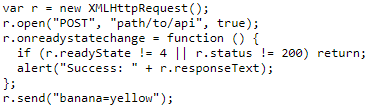 var r = new XMLHttpRequest();
r.open("POST", "path/to/api", true);
r.onreadystatechange = function () {
  if (r.readyState != 4 || r.status != 200) return;
  alert("Success: " + r.responseText);
};
r.send("banana=yellow");